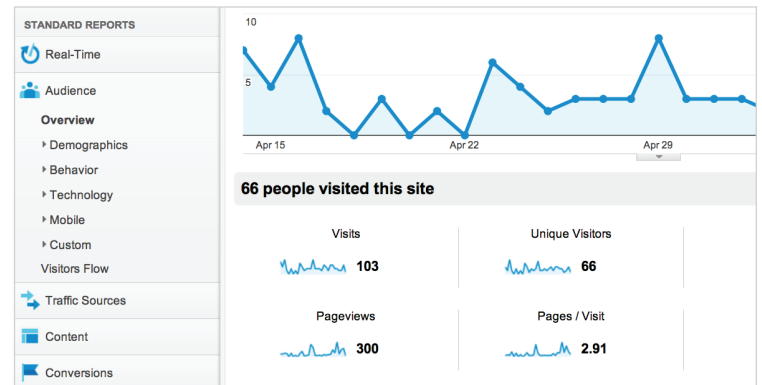 STANDARD REPORTS
Real-Time
Audience
Overview
Demographics
Behavior
Technology
Mobile
Custom
Visitors Flow
Traffic Sources
Content
Conversions
10
5
Apr 15
Apr 22
Apr 29
66 people visited this site
Visits
103
Unique Visitors
66
Pageviews
300
Pages / Visit
2.91